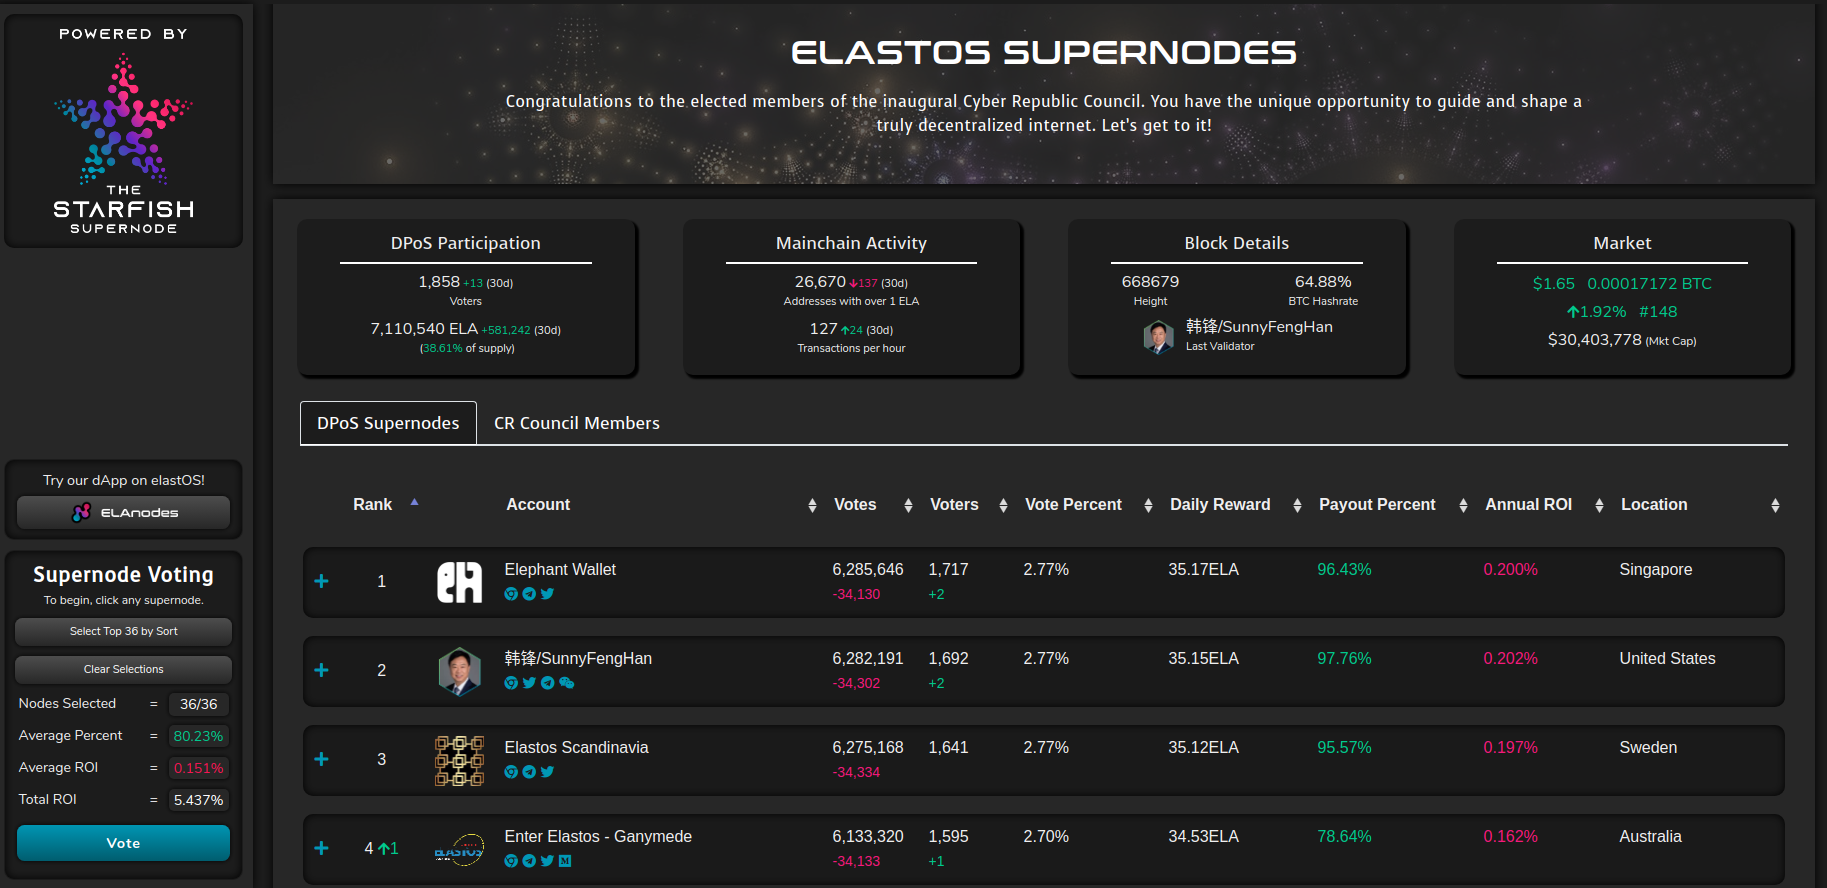 POWERED BY
THE
STARFISH
SUPERNODE
Try our dApp on elastOS!
ELAnodes
Supernode Voting
To begin, click any supernode.
Select Top 36 by Sort
Clear Selections
Nodes Selected = 36/36
Average Percent = 80.23%
Average ROI = 0.151%
Total ROI = 5.437%
Vote
ELASTOS SUPERNODES
Congratulations to the elected members of the inaugural Cyber Republic Council. You have the unique opportunity to guide and shape a
truly decentralized internet. Let's get to it!
DPoS Participation
1,858 +13 (30d)
Voters
7,110,540 ELA +581,242 (30d)
(38.61% of supply)
Mainchain Activity
26,670 ↓137 (30d)
Addresses with over 1 ELA
127 ↑24 (30d)
Transactions per hour
Block Details
668679 64.88%
Height BTC Hashrate
韩锋/SunnyFengHan
Last Validator
Market
$1.65 0.00017172 BTC
↑1.92% #148
$30,403,778 (Mkt Cap)
DPoS Supernodes CR Council Members
Rank Account Votes Voters Vote Percent Daily Reward Payout Percent Annual ROI Location
+ 1 Elephant Wallet 6,285,646 1,717 2.77% 35.17ELA 96.43% 0.200% Singapore
-34,130 +2
+ 2 韩锋/SunnyFengHan 6,282,191 1,692 2.77% 35.15ELA 97.76% 0.202% United States
-34,302 +2
+ 3 Elastos Scandinavia 6,275,168 1,641 2.77% 35.12ELA 95.57% 0.197% Sweden
-34,334
+ 4 ↑1 ELASTOS Enter Elastos - Ganymede 6,133,320 1,595 2.70% 34.53ELA 78.64% 0.162% Australia
-34,133 +1